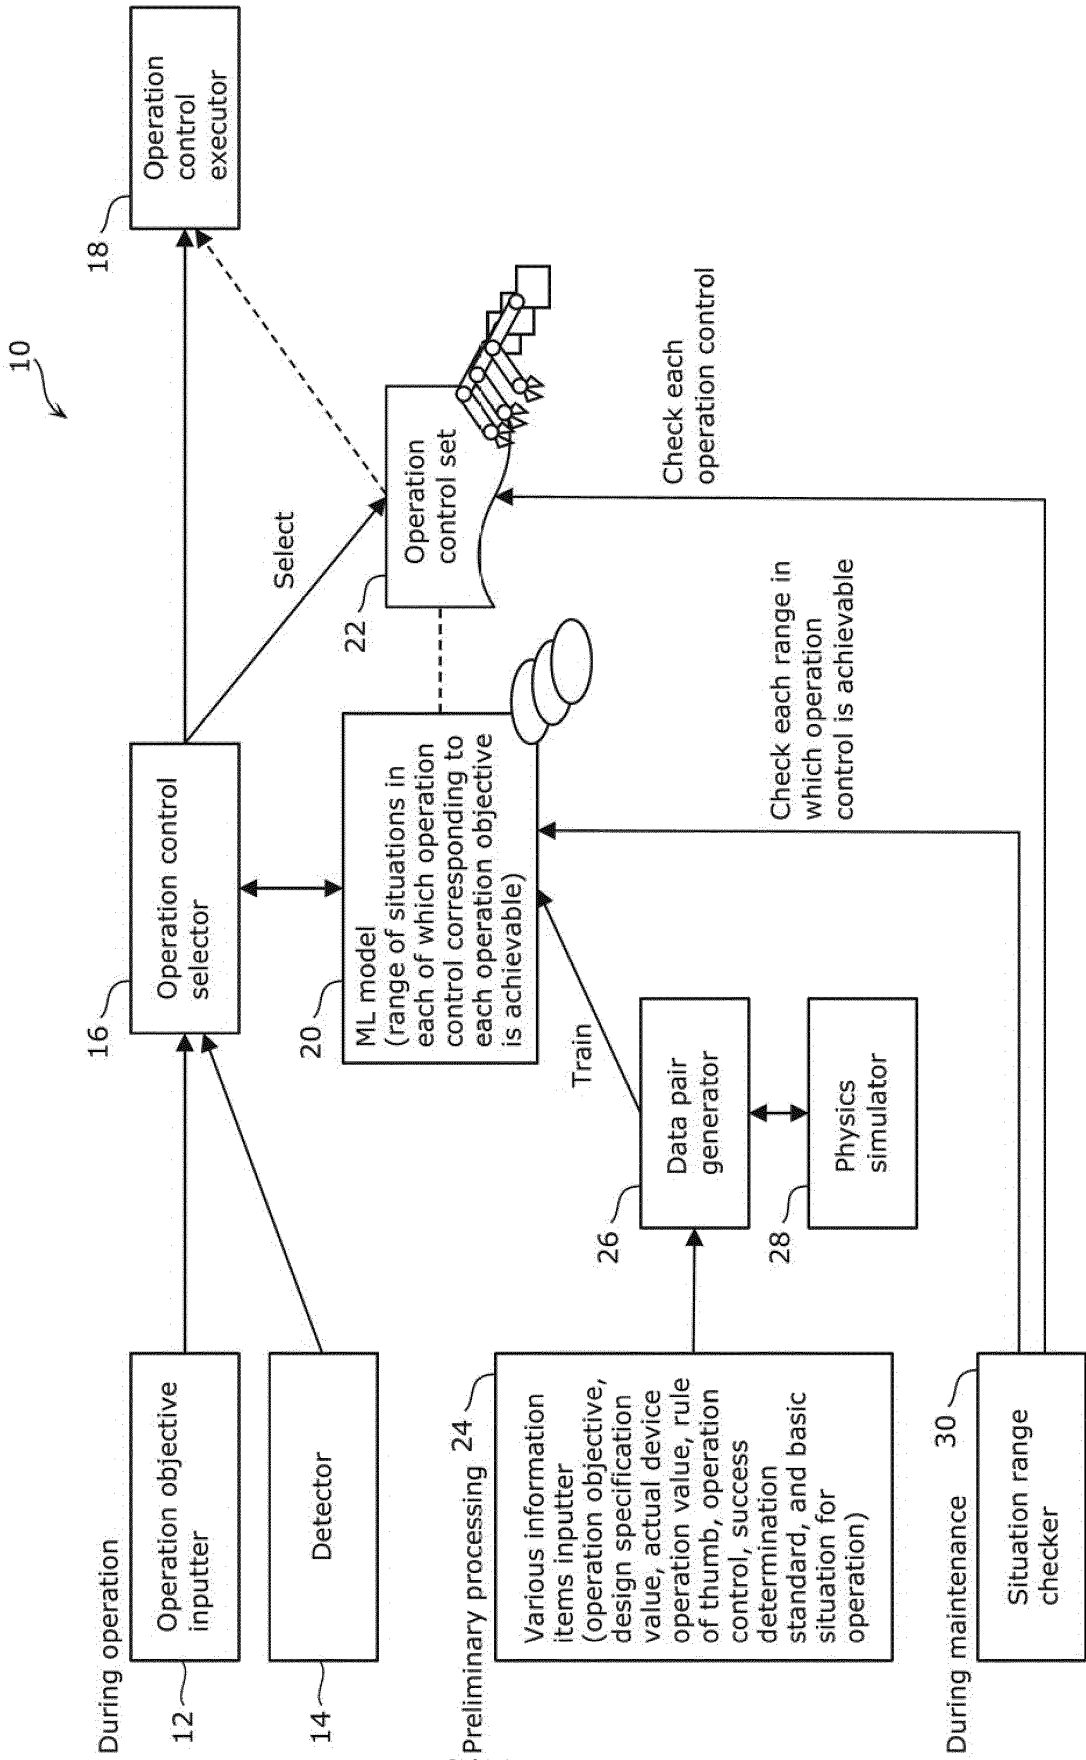 10
During operation
12
Operation objective
inputter
16
Operation control
selector
18
Operation
control
executor
14
Detector
Select
20
ML model
(range of situations in
each of which operation
control corresponding to
each operation objective
is achievable)
22
Operation
control set
Preliminary processing
24
Various information
items inputter
(operation objective,
design specification
value, actual device
operation value, rule
of thumb, operation
control, success
determination
standard, and basic
situation for
operation)
Train
26
Data pair
generator
28
Physics
simulator
Check each
operation control
Check each range in
which operation
control is achievable
During maintenance
30
Situation range
checker